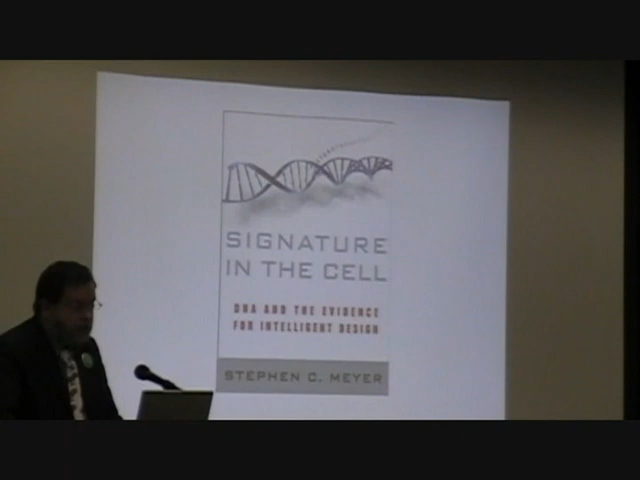 SIGNATURE
IN THE CELL
DNA AND THE EVIDENCE
FOR INTELLIGENT DESIGN
STEPHEN C. MEYER